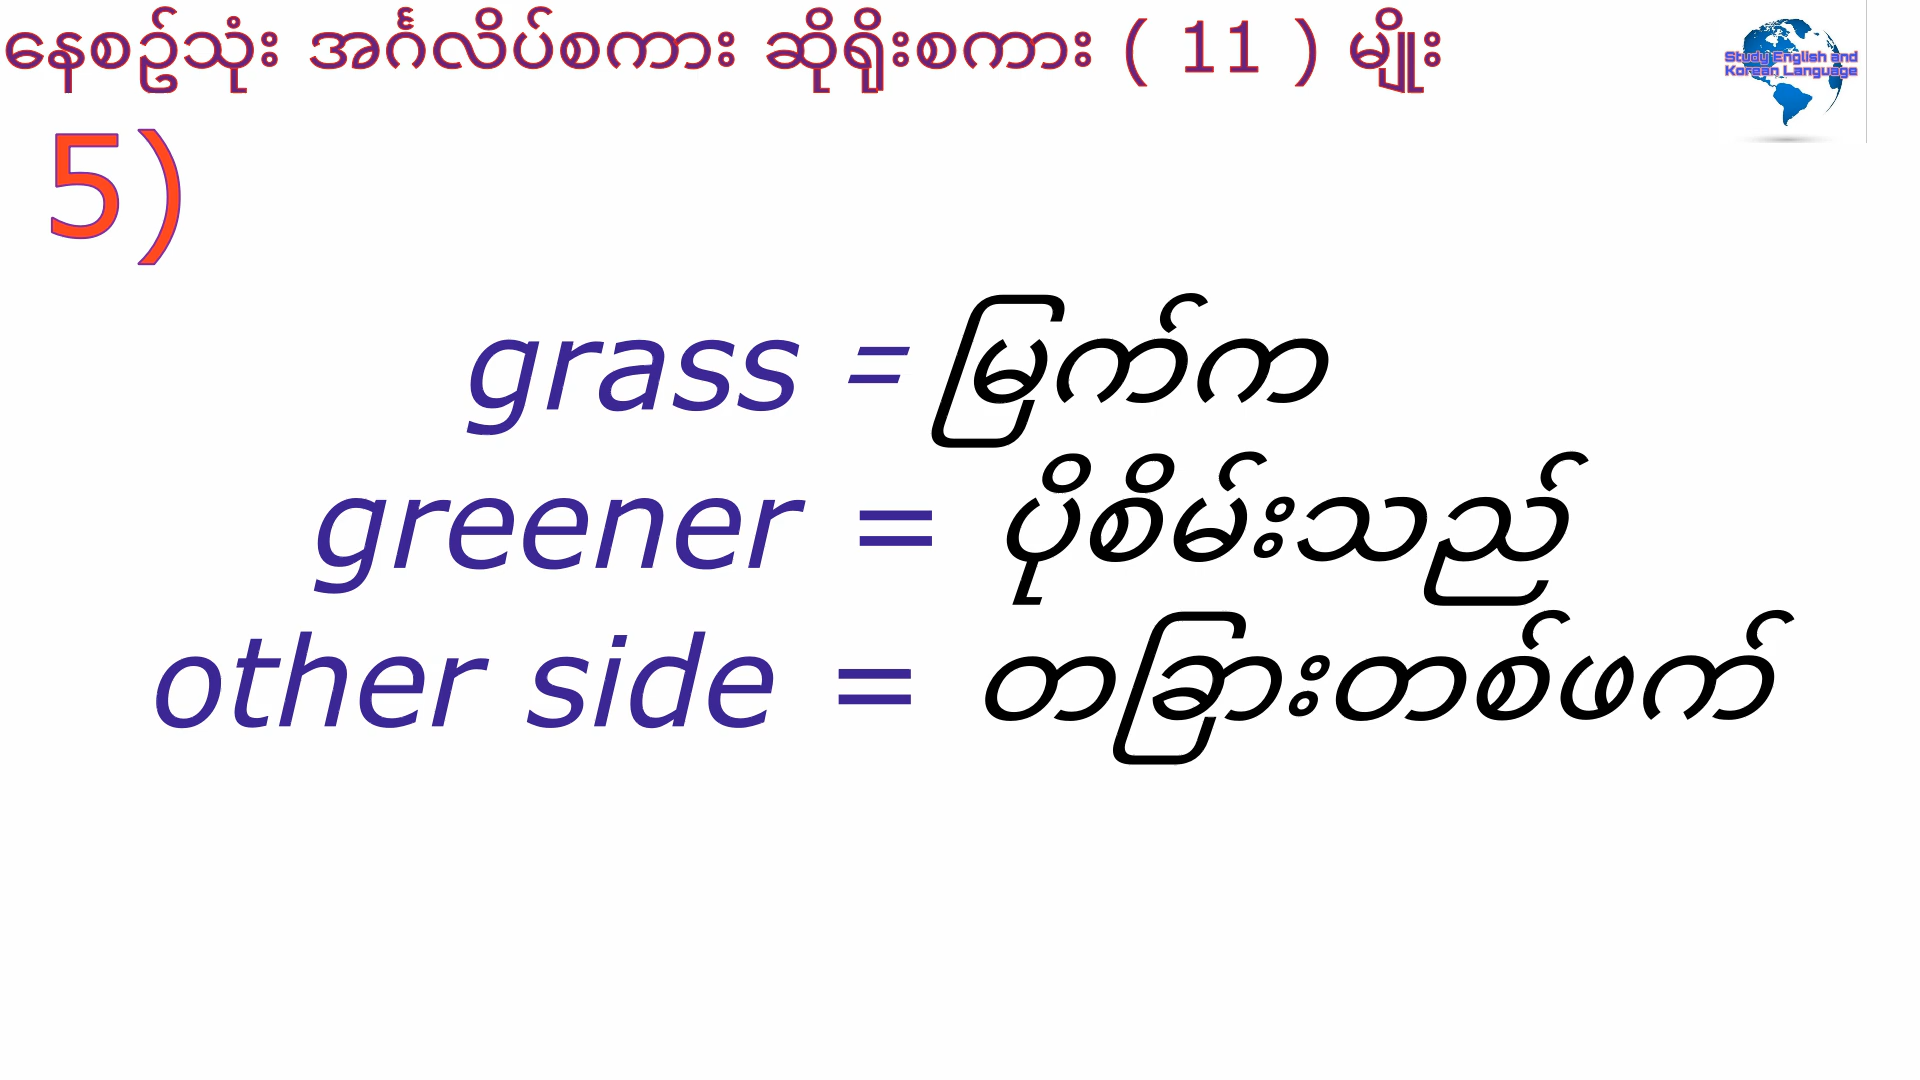 နေ့စဥ်သုံး အင်္ဂလိပ်စကား ဆိုရိုးစကား ( 11 ) မျိုး
Study English and
Korean Language
5)
grass = မြက်က
greener = ပိုစိမ်းသည်
other side = တခြားတစ်ဖက်